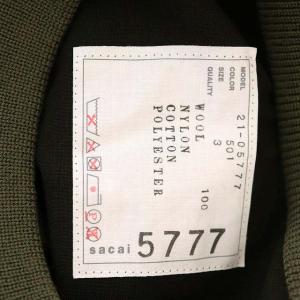 MODEL 21-05777
COLOR 501
SIZE 3
QUALITY
WOOL 100
NYLON
COTTON
POLYESTER
sacai 5777